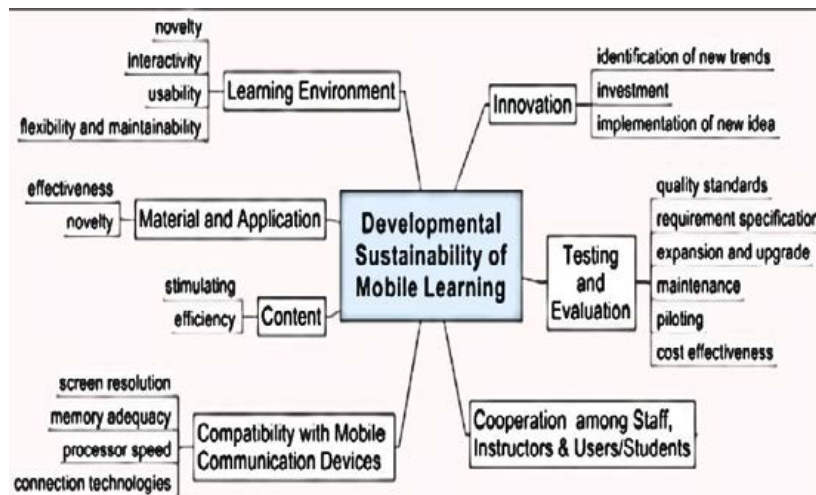 novelty
interactivity
usability
flexibility and maintainability
Learning Environment
effectiveness
novelty
Material and Application
stimulating
efficiency
Content
screen resolution
memory adequacy
processor speed
connection technologies
Compatibility with Mobile
Communication Devices
Developmental
Sustainability of
Mobile Learning
Innovation
identification of new trends
investment
implementation of new idea
Testing
and
Evaluation
quality standards
requirement specification
expansion and upgrade
maintenance
piloting
cost effectiveness
Cooperation among Staff,
Instructors & Users/Students